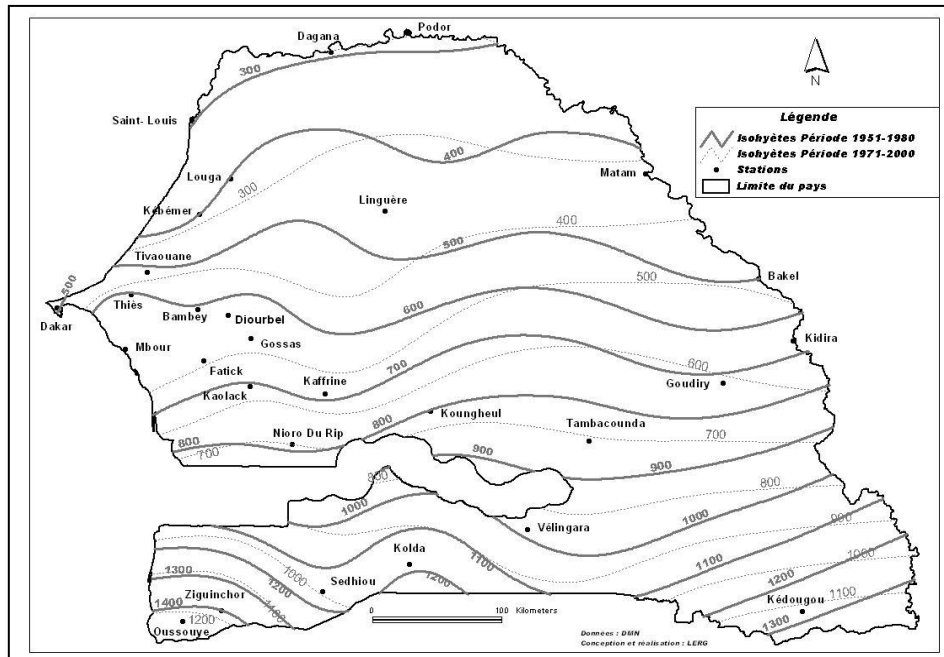 Podor
Dagana
300
N
Saint- Louis
Légende
Isohyètes Période 1951-1980
Isohyètes Période 1971-2000
Stations
Limite du pays
400
Matam
Louga
300
Linguère
Kébémer
400
500
Tivaouane
500
Bakel
500
Thiès
600
Dakar
Bambey
Diourbel
Gossas
Kidira
Mbour
Fatick
700
600
Goudiry
Kaffrine
Kaolack
800
Koungheul
Tambacounda
700
Nioro Du Rip
800
700
900
900
800
800
1000
900
1000
Vélingara
1100
1000
Kolda
1100
1300
1000
1200
1200
Sedhiou
1200
1100
Kédougou
1400
Ziguinchor
1100
1300
1200
Oussouye
0 100 Kilometers
Données : DMN
Conception et réalisation : LERG